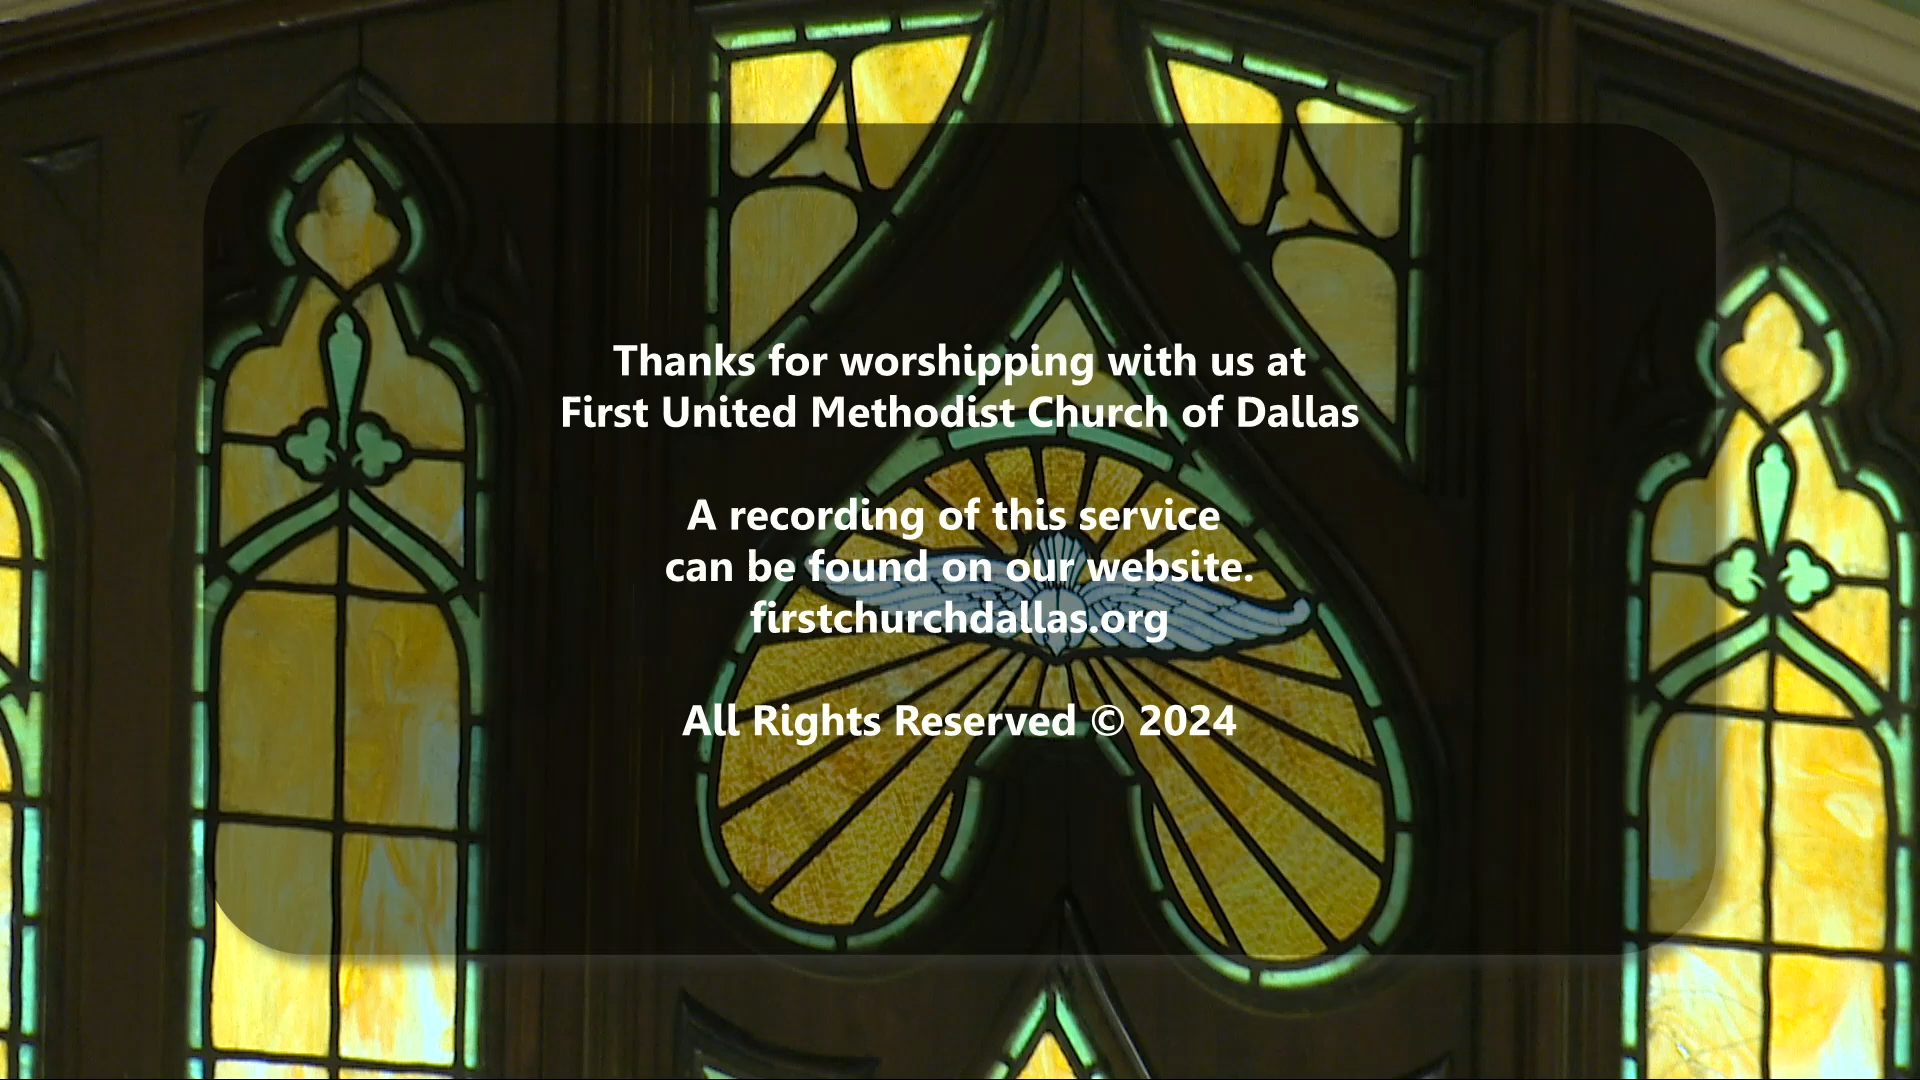 Thanks for worshipping with us at
First United Methodist Church of Dallas
A recording of this service
can be found on our website.
firstchurchdallas.org
All Rights Reserved © 2024